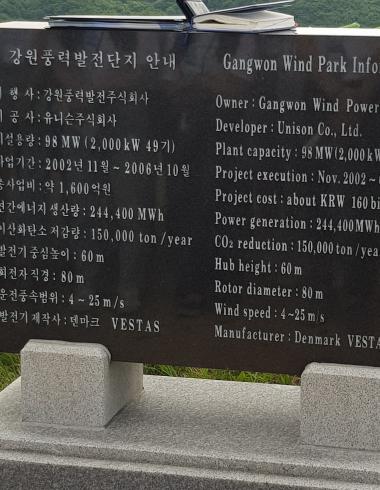 강원풍력발전단지 안내
행 사 : 강원풍력발전주식회사
공 사 : 유니슨주식회사
시설용량 : 98 MW (2,000 kW 49기)
사업기간 : 2002년 11월 ~ 2006년 10월
총사업비 : 약 1,600억원
연간에너지 생산량 : 244,400 MWh
이산화탄소 저감량 : 150,000 ton /year
발전기 중심높이 : 60 m
회전자 직경 : 80 m
운전풍속범위 : 4 ~ 25 m/s
발전기 제작사 : 덴마크 VESTAS
Gangwon Wind Park
Owner : Gangwon Wind Power
Developer : Unison Co., Ltd.
Plant capacity : 98 MW (2,000kW
Project execution : Nov. 2002 ~
Project cost : about KRW 160
Power generation : 244,400 MWh
CO₂ reduction : 150,000 ton /year
Hub height : 60 m
Rotor diameter : 80 m
Wind speed : 4~25 m/s
Manufacturer : Denmark